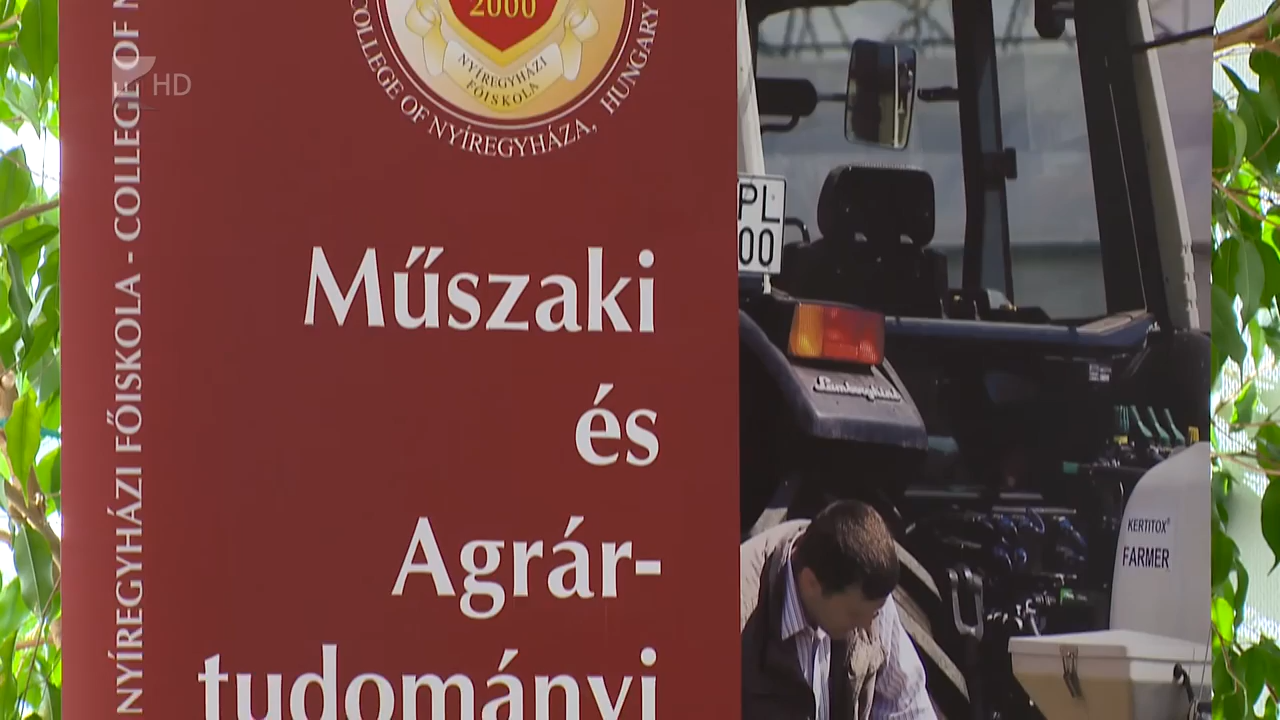 HD
NYÍREGYHÁZI FŐISKOLA - COLLEGE OF N
2000
NYÍREGYHÁZI
FŐISKOLA
COLLEGE OF NYÍREGYHÁZA, HUNGARY
Műszaki
és
Agrár-
tudományi
PL
00
Lamborghini
KERTITOX®
FARMER